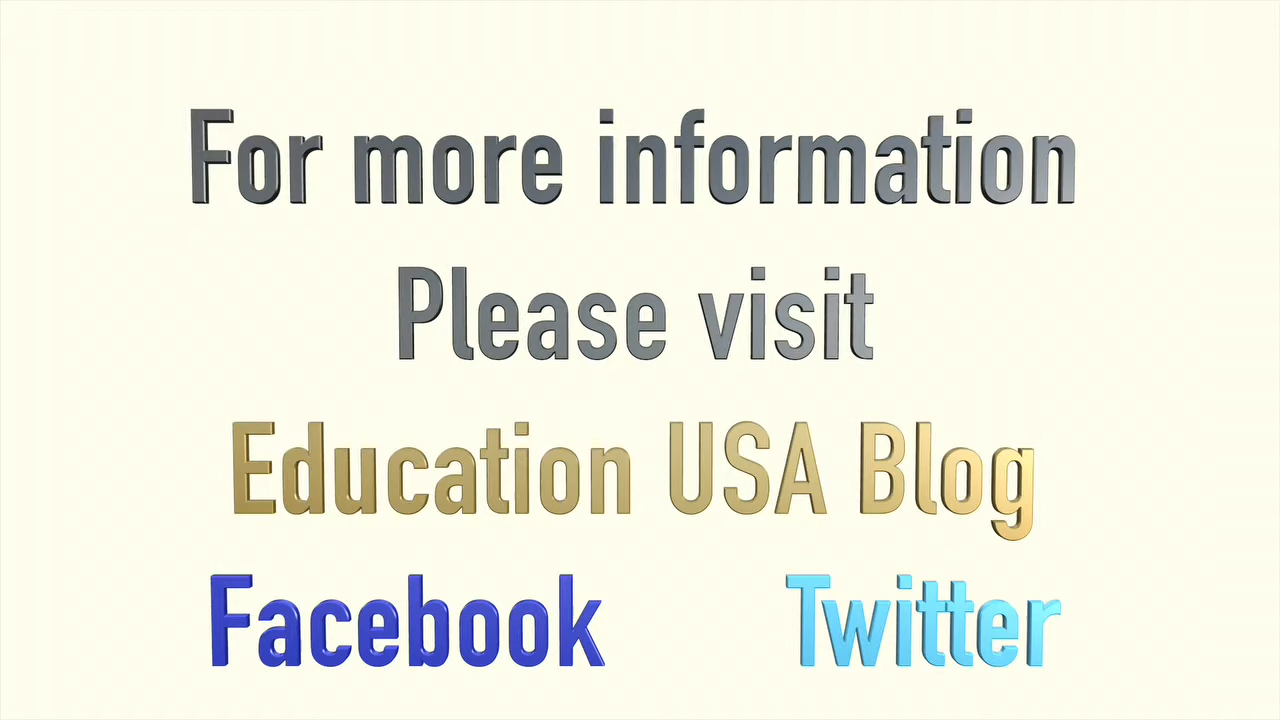 For more information
Please visit
Education USA Blog
Facebook Twitter